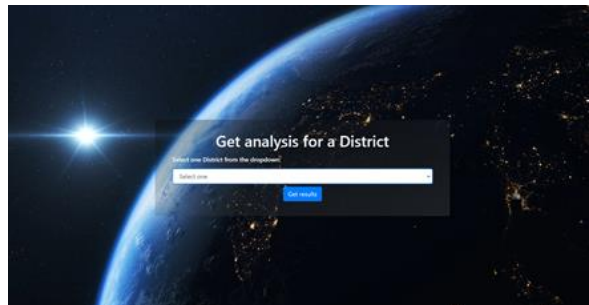 Get analysis for a District
Select one District from the dropdown
Select one
Get results